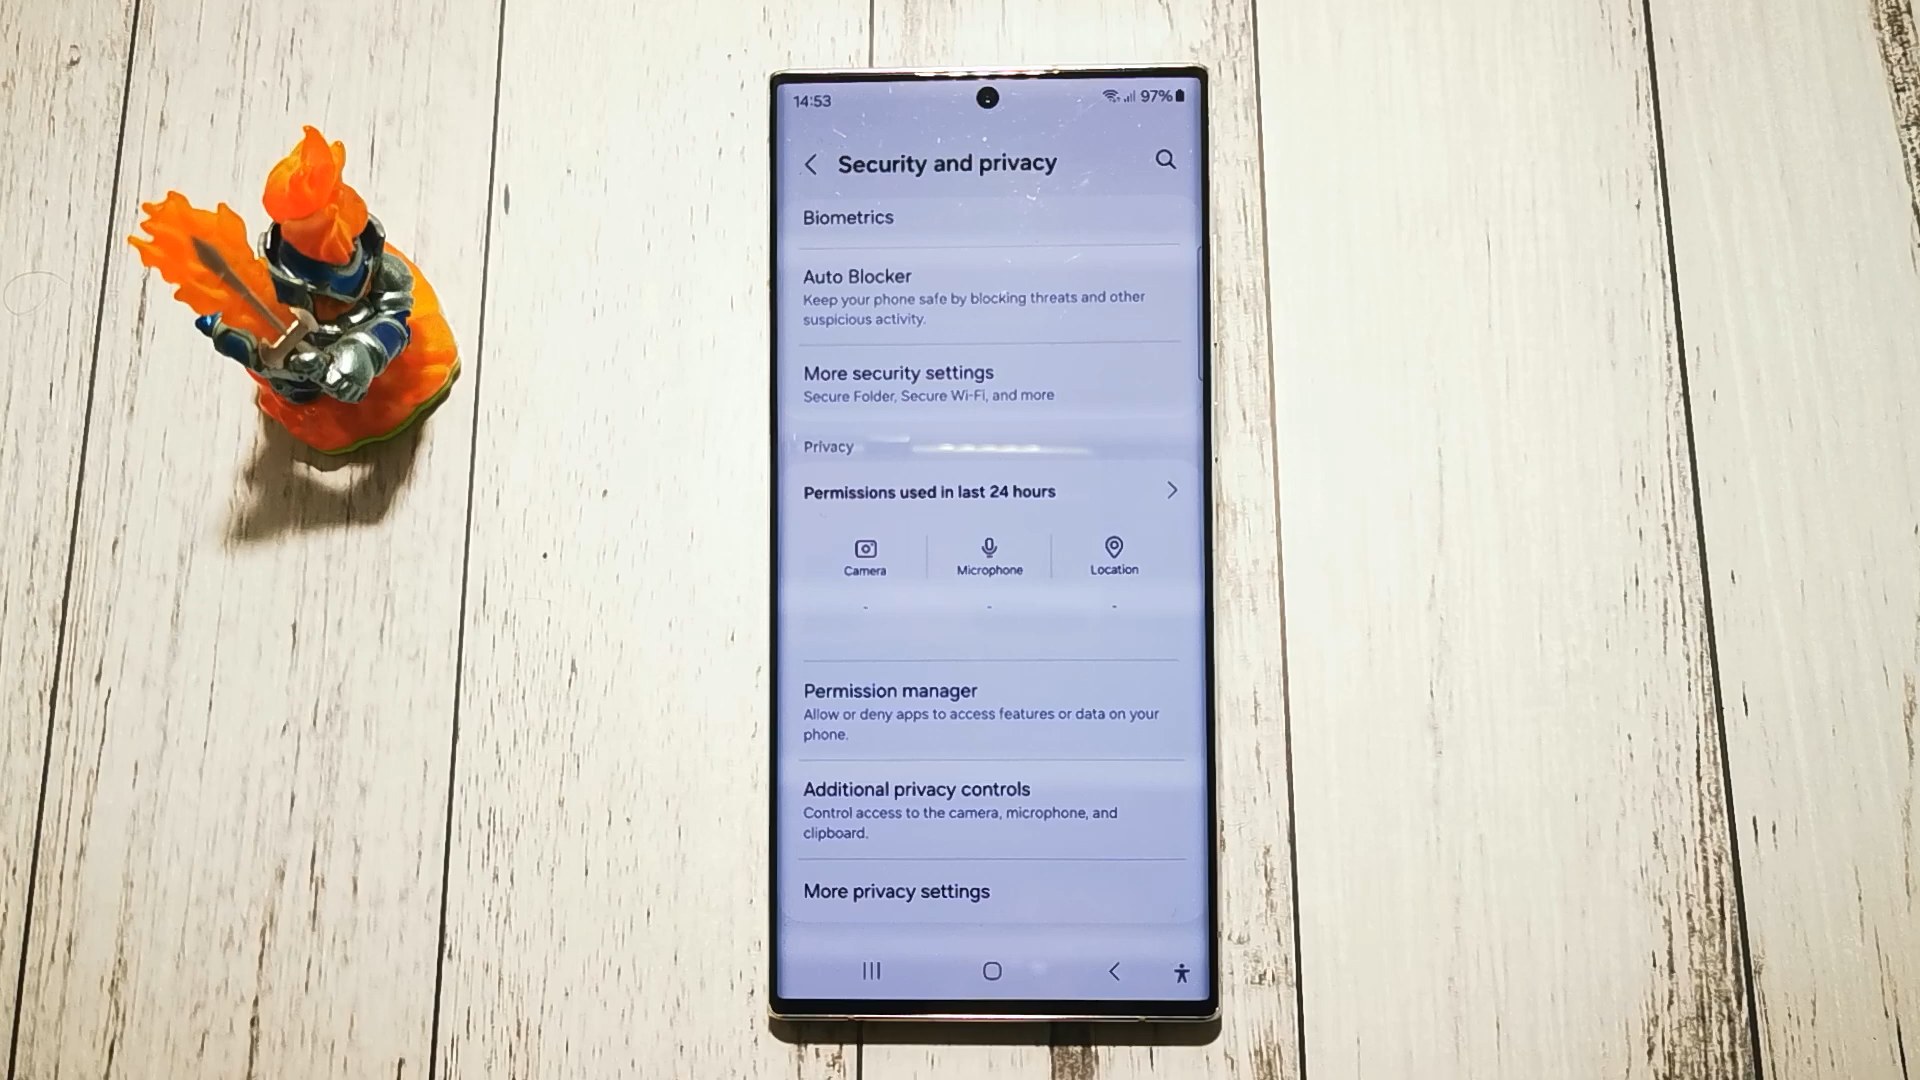 14:53
97%
Security and privacy
Biometrics
Auto Blocker
Keep your phone safe by blocking threats and other
suspicious activity.
More security settings
Secure Folder, Secure Wi-Fi, and more
Privacy
Permissions used in last 24 hours
Camera
Microphone
Location
-
-
-
Permission manager
Allow or deny apps to access features or data on your
phone.
Additional privacy controls
Control access to the camera, microphone, and
clipboard.
More privacy settings